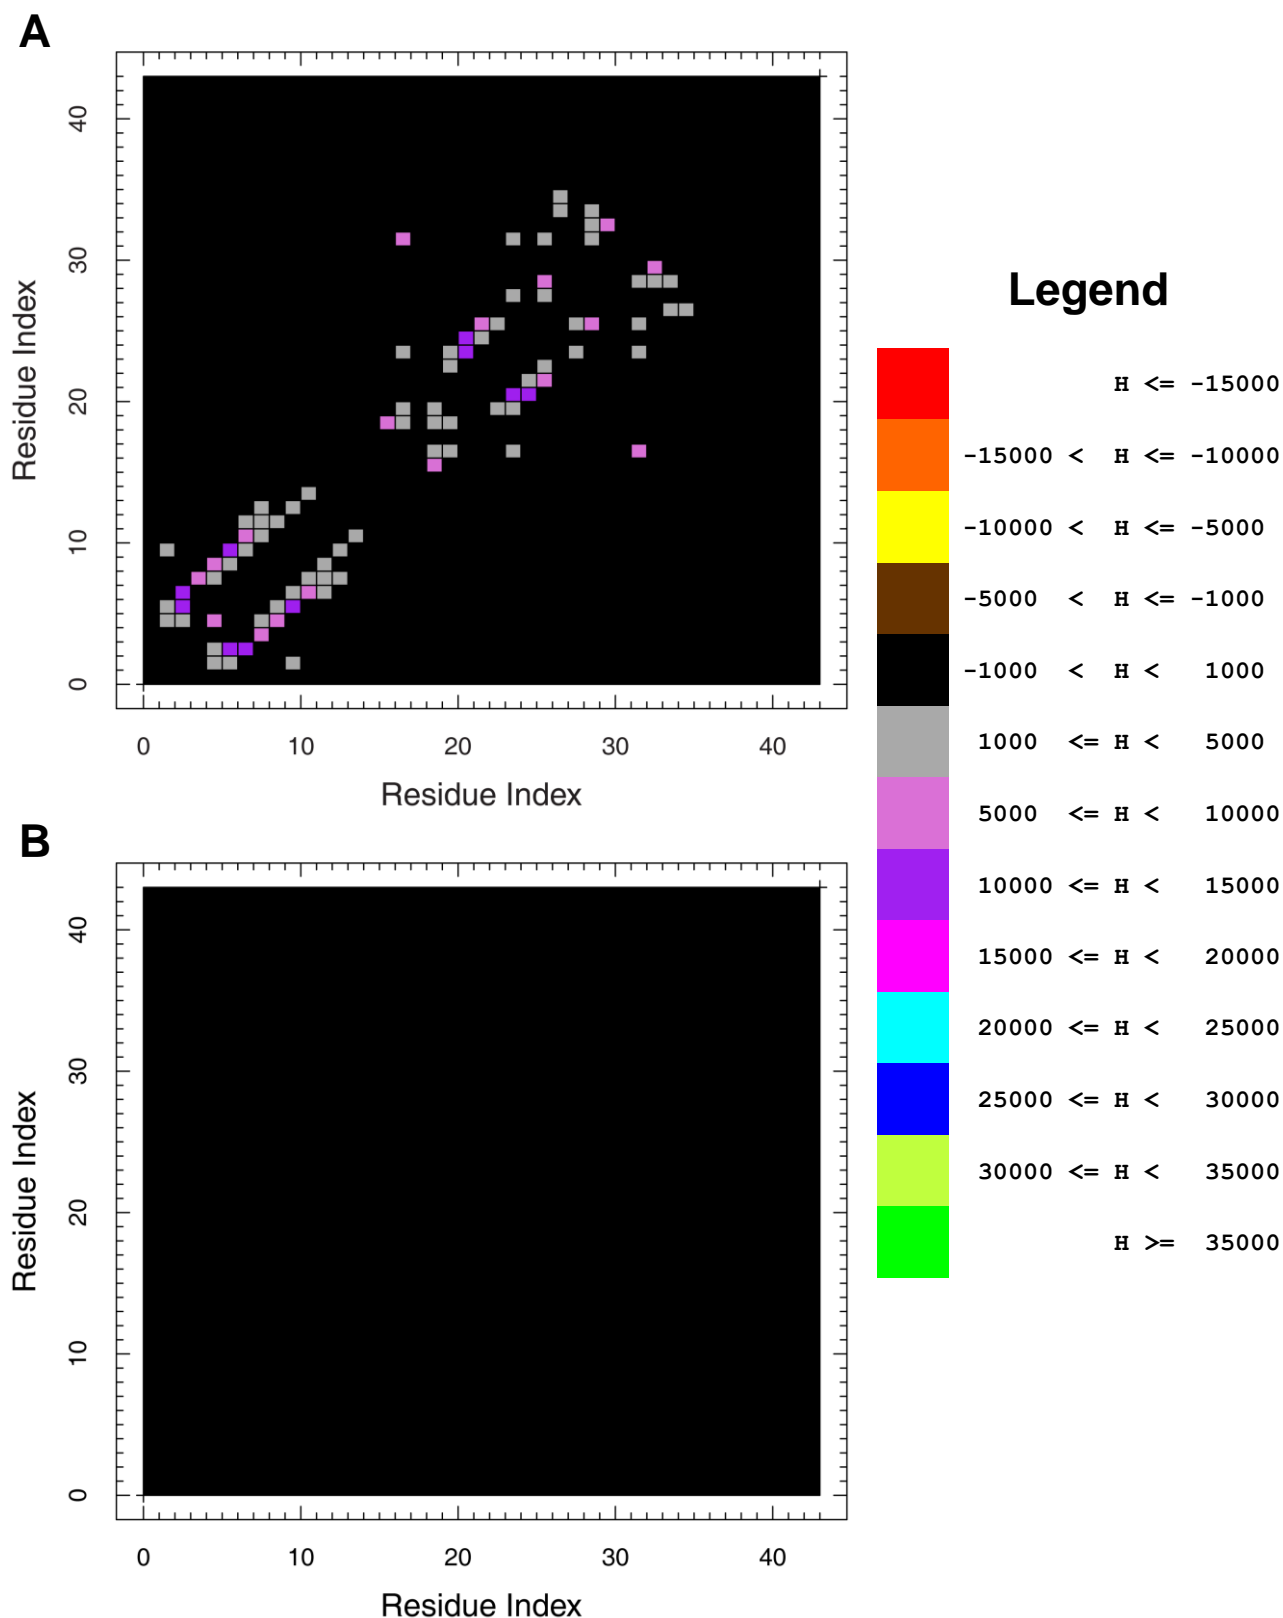 A
40
30
20
10
0
Residue Index
0 10 20 30 40
Residue Index
B
40
30
20
10
0
Residue Index
0 10 20 30 40
Residue Index
Legend
H <= -15000
-15000 < H <= -10000
-10000 < H <= -5000
-5000 < H <= -1000
-1000 < H < 1000
1000 <= H < 5000
5000 <= H < 10000
10000 <= H < 15000
15000 <= H < 20000
20000 <= H < 25000
25000 <= H < 30000
30000 <= H < 35000
H >= 35000